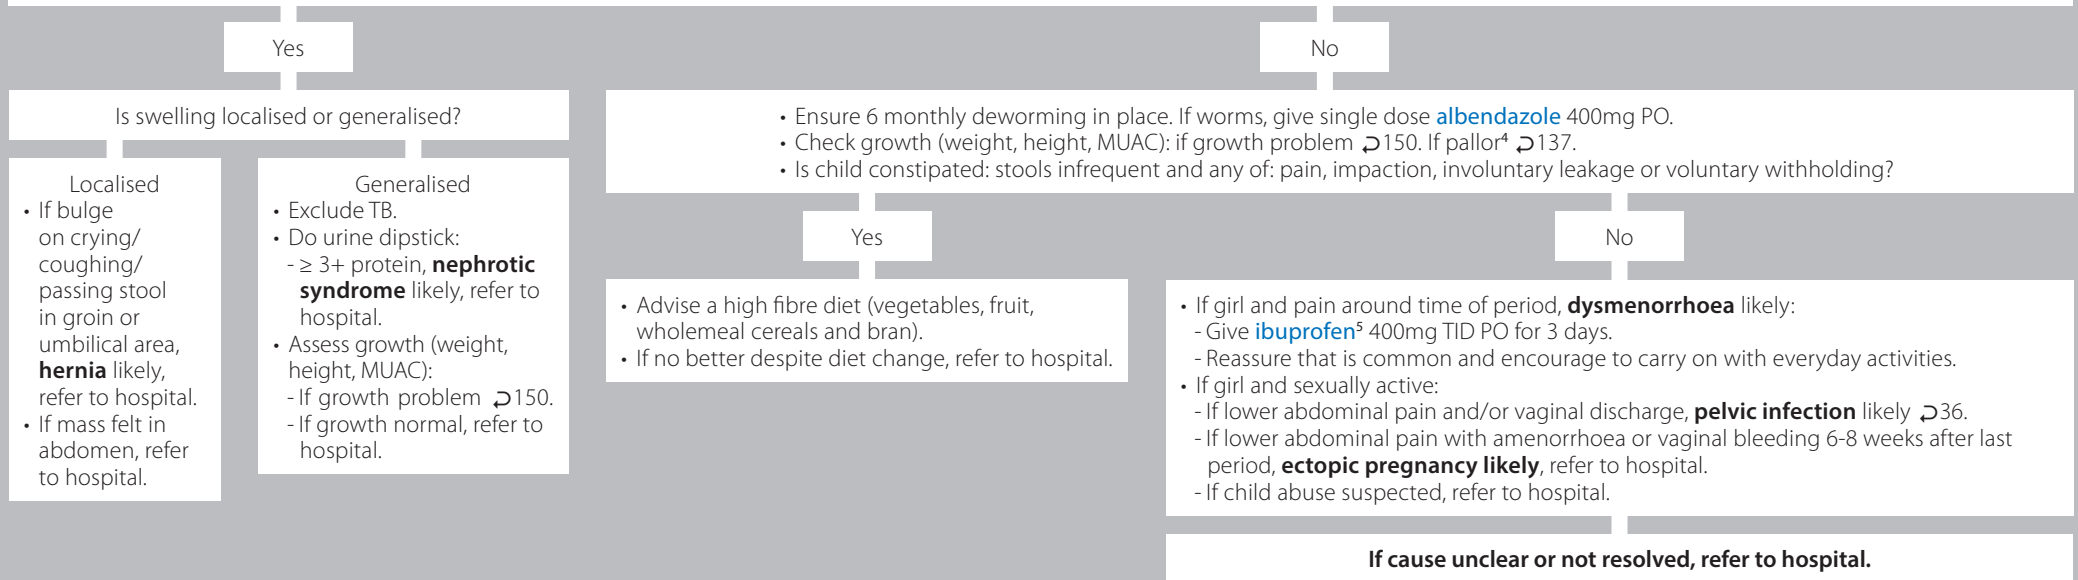 Yes
No
Is swelling localised or generalised?
Localised
• If bulge
on crying/
coughing/
passing stool
in groin or
umbilical area,
hernia likely,
refer to hospital.
• If mass felt in
abdomen, refer
to hospital.
Generalised
• Exclude TB.
• Do urine dipstick:
- ≥ 3+ protein, nephrotic
syndrome likely, refer to
hospital.
• Assess growth (weight,
height, MUAC):
- If growth problem ⮌150.
- If growth normal, refer to
hospital.
• Ensure 6 monthly deworming in place. If worms, give single dose albendazole 400mg PO.
• Check growth (weight, height, MUAC): if growth problem ⮌150. If pallor⁴ ⮌137.
• Is child constipated: stools infrequent and any of: pain, impaction, involuntary leakage or voluntary withholding?
Yes
• Advise a high fibre diet (vegetables, fruit,
wholemeal cereals and bran).
• If no better despite diet change, refer to hospital.
No
• If girl and pain around time of period, dysmenorrhoea likely:
- Give ibuprofen⁵ 400mg TID PO for 3 days.
- Reassure that is common and encourage to carry on with everyday activities.
• If girl and sexually active:
- If lower abdominal pain and/or vaginal discharge, pelvic infection likely ⮌36.
- If lower abdominal pain with amenorrhoea or vaginal bleeding 6-8 weeks after last
period, ectopic pregnancy likely, refer to hospital.
- If child abuse suspected, refer to hospital.
If cause unclear or not resolved, refer to hospital.